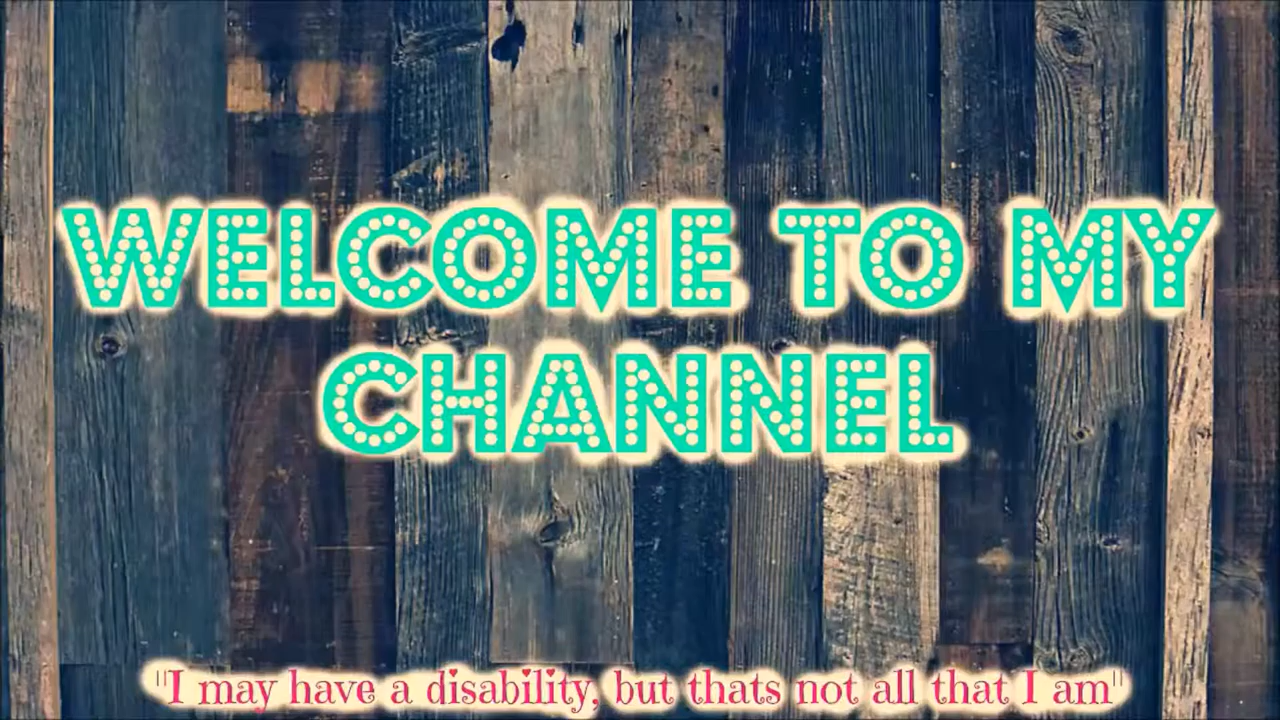 WELCOME TO MY
CHANNEL
"I may have a disability, but thats not all that I am"